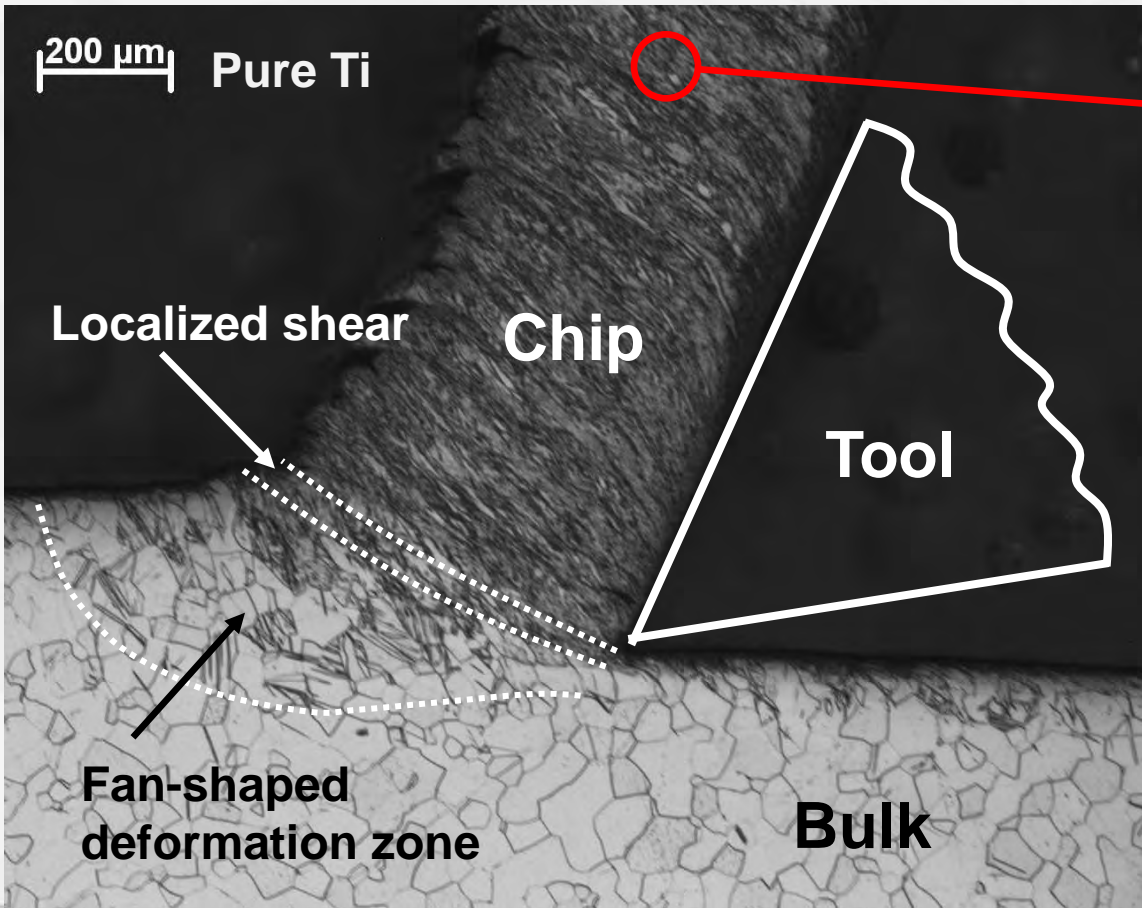 200 µm
Pure Ti
Localized shear
Chip
Tool
Fan-shaped
deformation zone
Bulk